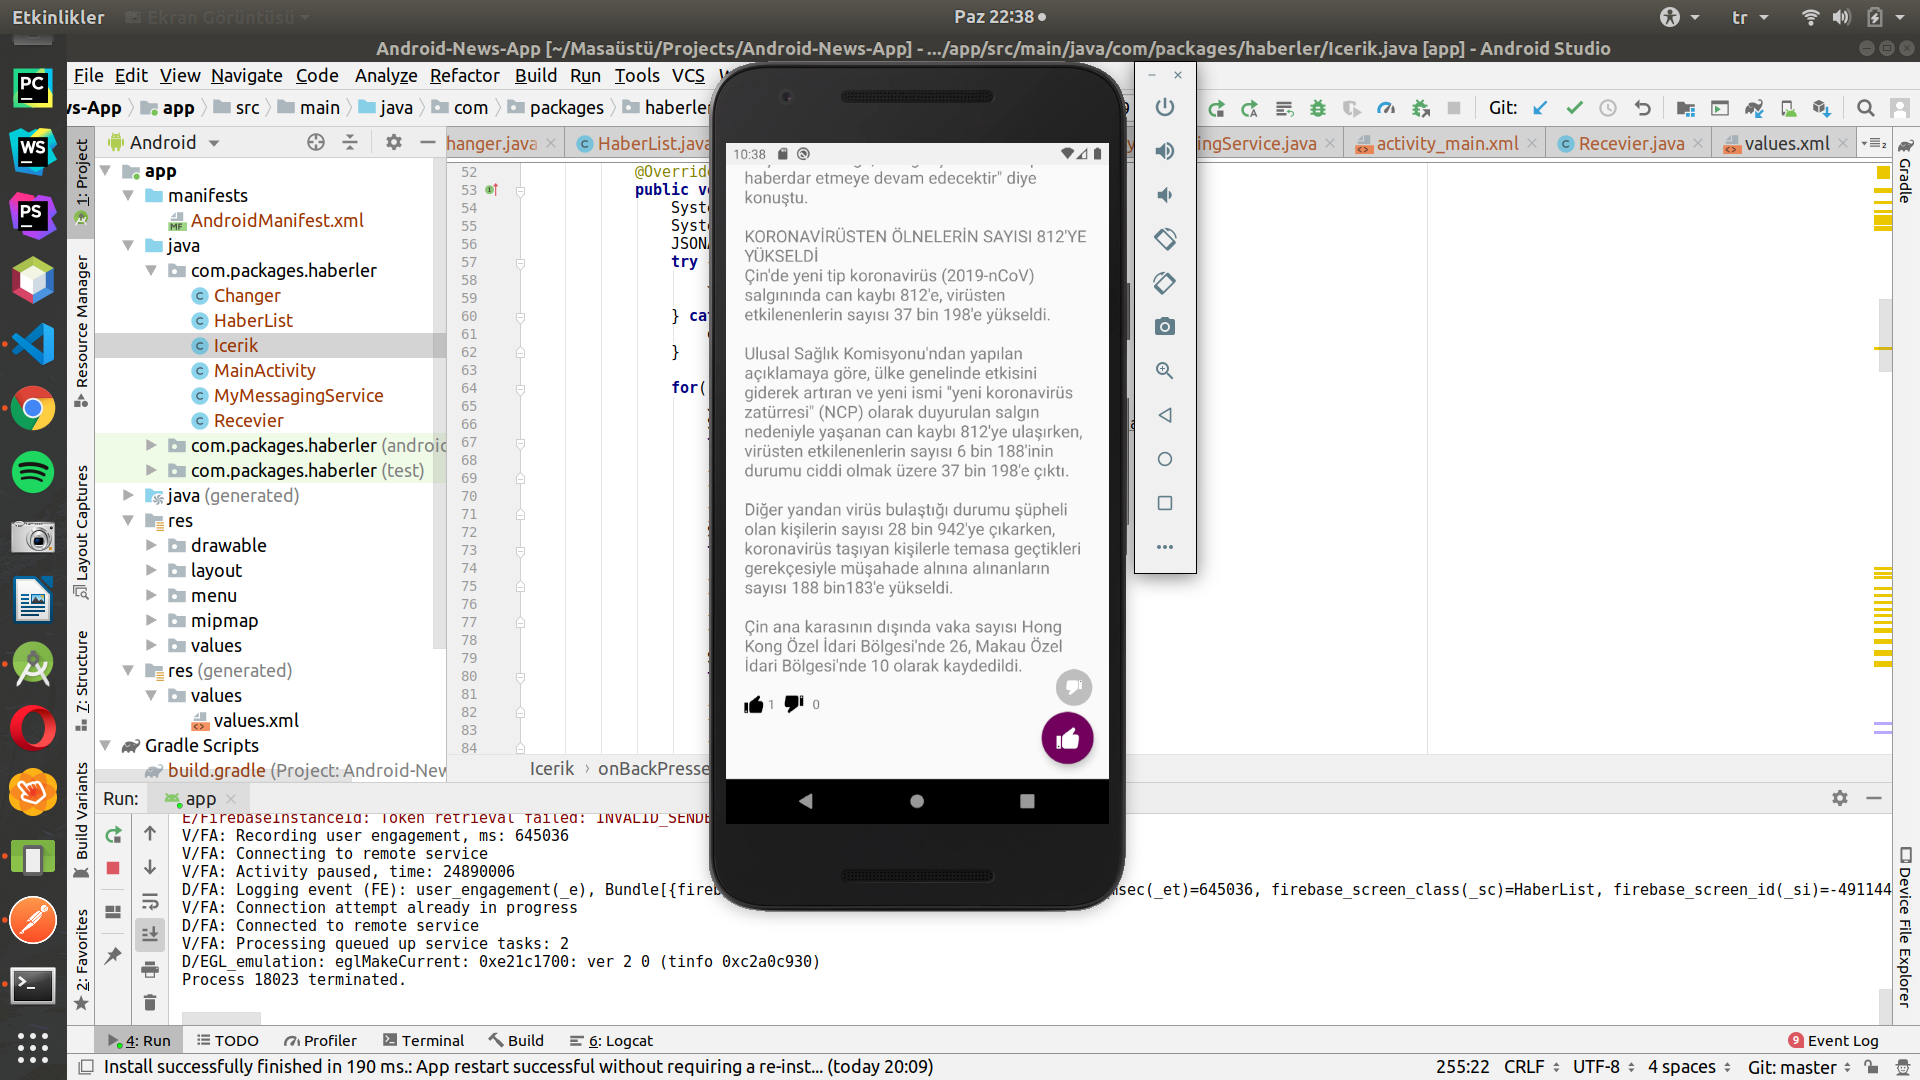 Etkinlikler
Ekran Görüntüsü
Paz 22:38
tr
Android-News-App [~/Masaüstü/Projects/Android-News-App] - .../app/src/main/java/com/packages/haberler/Icerik.java [app] - Android Studio
File Edit View Navigate Code Analyze Refactor Build Run Tools VCS
vs-App app src main java com packages haberler
Git:
Android
hanger.java
HaberList.java
ngService.java
activity_main.xml
Recevier.java
values.xml
1: Project
Resource Manager
Layout Captures
7: Structure
Build Variants
2: Favorites
app
manifests
AndroidManifest.xml
java
com.packages.haberler
Changer
HaberList
Icerik
MainActivity
MyMessagingService
Recevier
com.packages.haberler (androic
com.packages.haberler (test)
java (generated)
res
drawable
layout
menu
mipmap
values
res (generated)
values
values.xml
Gradle Scripts
build.gradle (Project: Android-Nev
52 @Override
53 public vo
54 Syste
55 Syste
56 JSONA
57 try
58
59
60 } cat
61
62 }
63
64 for(
65
66
67
68
69
70
71
72
73
74
75
76
77
78
79
80
81
82
83
84
Icerik › onBackPresse
10:38
haberdar etmeye devam edecektir" diye
konuştu.
KORONAVİRÜSTEN ÖLNELERİN SAYISI 812'YE
YÜKSELDİ
Çin'de yeni tip koronavirüs (2019-nCoV)
salgınında can kaybı 812'e, virüsten
etkilenenlerin sayısı 37 bin 198'e yükseldi.
Ulusal Sağlık Komisyonu'ndan yapılan
açıklamaya göre, ülke genelinde etkisini
giderek artıran ve yeni ismi "yeni koronavirüs
zatürresi" (NCP) olarak duyurulan salgın
nedeniyle yaşanan can kaybı 812'ye ulaşırken,
virüsten etkilenenlerin sayısı 6 bin 188'inin
durumu ciddi olmak üzere 37 bin 198'e çıktı.
Diğer yandan virüs bulaştığı durumu şüpheli
olan kişilerin sayısı 28 bin 942'ye çıkarken,
koronavirüs taşıyan kişilerle temasa geçtikleri
gerekçesiyle müşahade alnına alınanların
sayısı 188 bin183'e yükseldi.
Çin ana karasının dışında vaka sayısı Hong
Kong Özel İdari Bölgesi'nde 26, Makau Özel
İdari Bölgesi'nde 10 olarak kaydedildi.
1 0
Gradle
Device File Explorer
Run: app
E/FirebaseInstanceId: Token retrieval failed: INVALID_SENDE
V/FA: Recording user engagement, ms: 645036
V/FA: Connecting to remote service
V/FA: Activity paused, time: 24890006
D/FA: Logging event (FE): user_engagement(_e), Bundle[{fireb msec(_et)=645036, firebase_screen_class(_sc)=HaberList, firebase_screen_id(_si)=-491144
V/FA: Connection attempt already in progress
D/FA: Connected to remote service
V/FA: Processing queued up service tasks: 2
D/EGL_emulation: eglMakeCurrent: 0xe21c1700: ver 2 0 (tinfo 0xc2a0c930)
Process 18023 terminated.
4: Run TODO Profiler Terminal Build 6: Logcat
9 Event Log
Install successfully finished in 190 ms.: App restart successful without requiring a re-inst... (today 20:09)
255:22 CRLF UTF-8 4 spaces Git: master